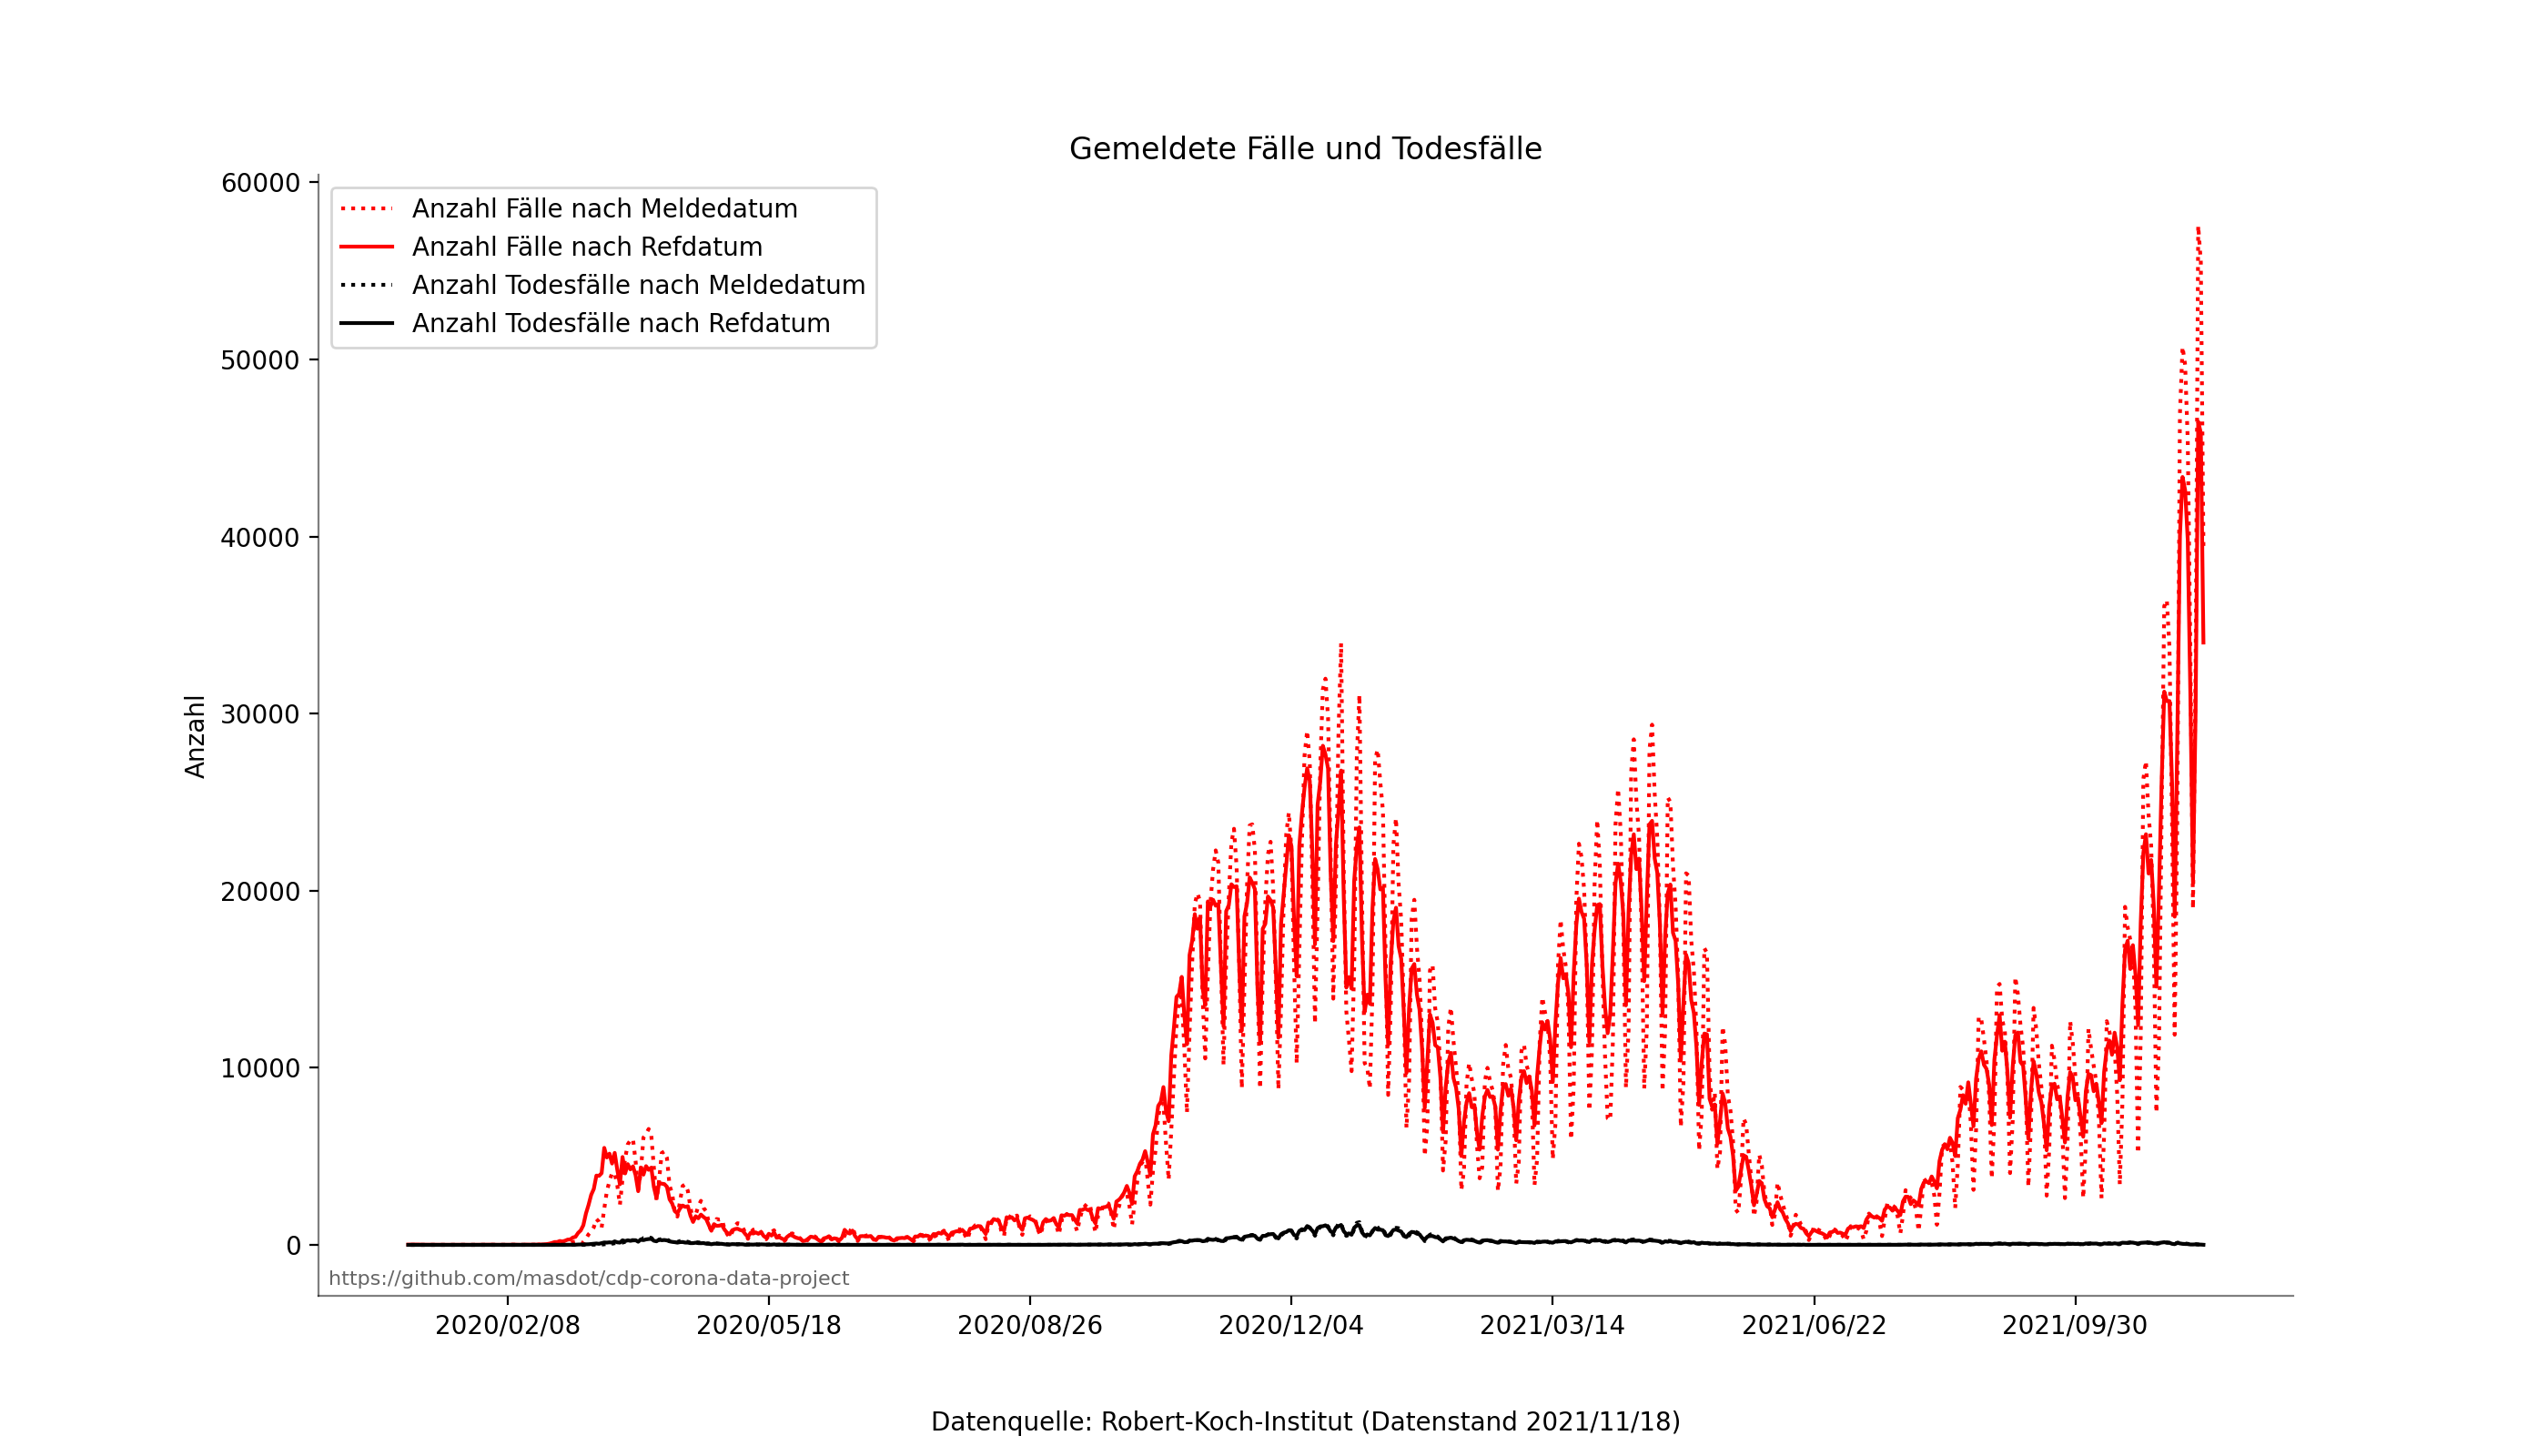 Gemeldete Fälle und Todesfälle
60000
50000
40000
30000
20000
10000
0
Anzahl
Anzahl Fälle nach Meldedatum
Anzahl Fälle nach Refdatum
Anzahl Todesfälle nach Meldedatum
Anzahl Todesfälle nach Refdatum
https://github.com/masdot/cdp-corona-data-project
2020/02/08 2020/05/18 2020/08/26 2020/12/04 2021/03/14 2021/06/22 2021/09/30
Datenquelle: Robert-Koch-Institut (Datenstand 2021/11/18)